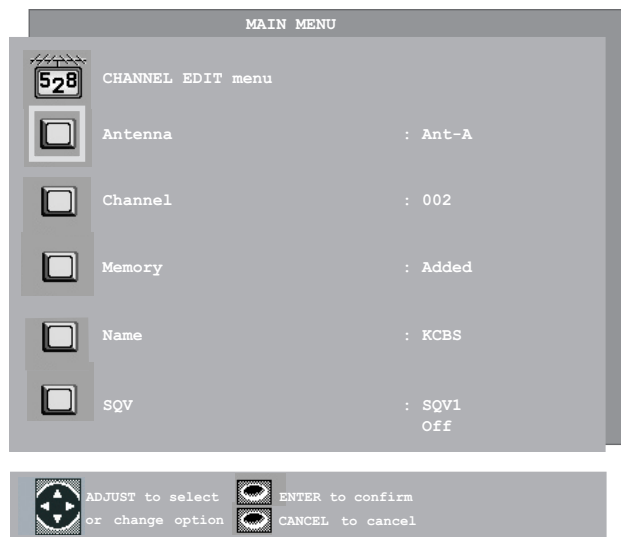 MAIN MENU
528
CHANNEL EDIT menu
Antenna : Ant-A
Channel : 002
Memory : Added
Name : KCBS
SQV : SQV1
Off
ADJUST to select ENTER to confirm
or change option CANCEL to cancel